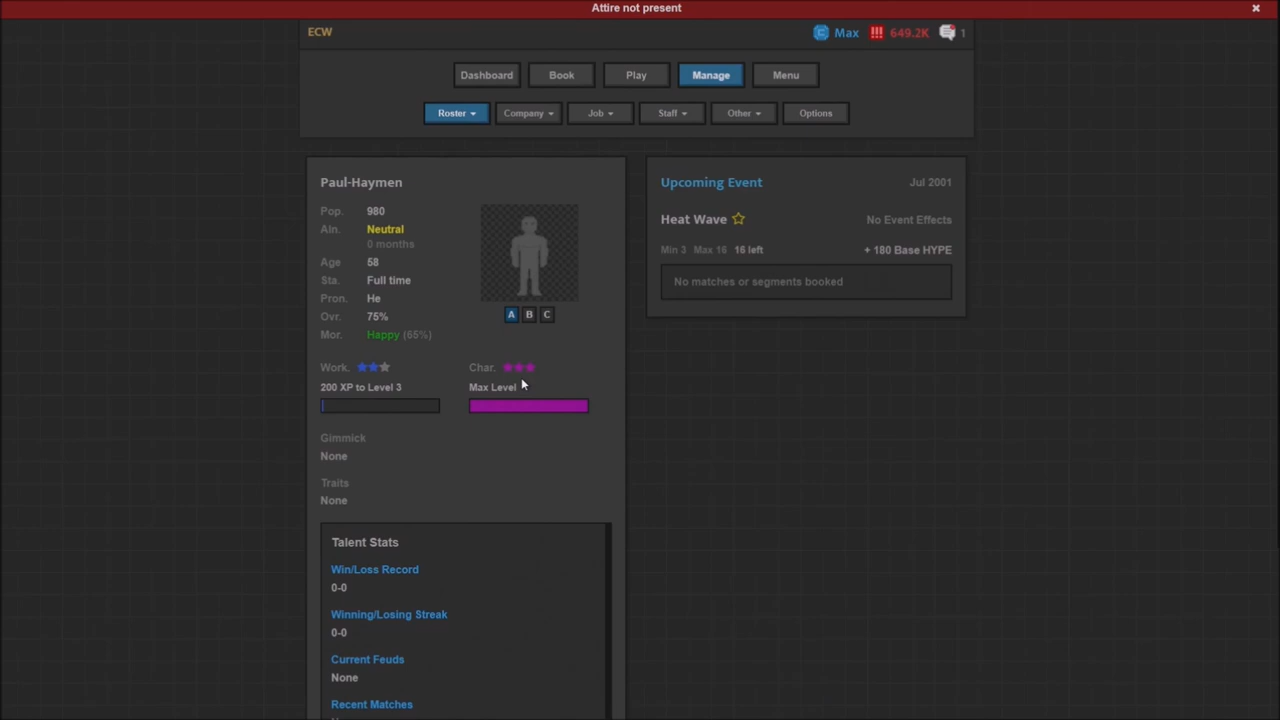 Attire not present
ECW
Max 649.2K 1
Dashboard Book Play Manage Menu
Roster Company Job Staff Other Options
Paul-Haymen
Pop. 980
Aln. Neutral
0 months
Age 58
Sta. Full time
Pron. He
Ovr. 75%
Mor. Happy (65%)
A B C
Work. Char.
200 XP to Level 3 Max Level
Gimmick
None
Traits
None
Talent Stats
Win/Loss Record
0-0
Winning/Losing Streak
0-0
Current Feuds
None
Recent Matches
Upcoming Event Jul 2001
Heat Wave No Event Effects
Min 3 Max 16 16 left + 180 Base HYPE
No matches or segments booked